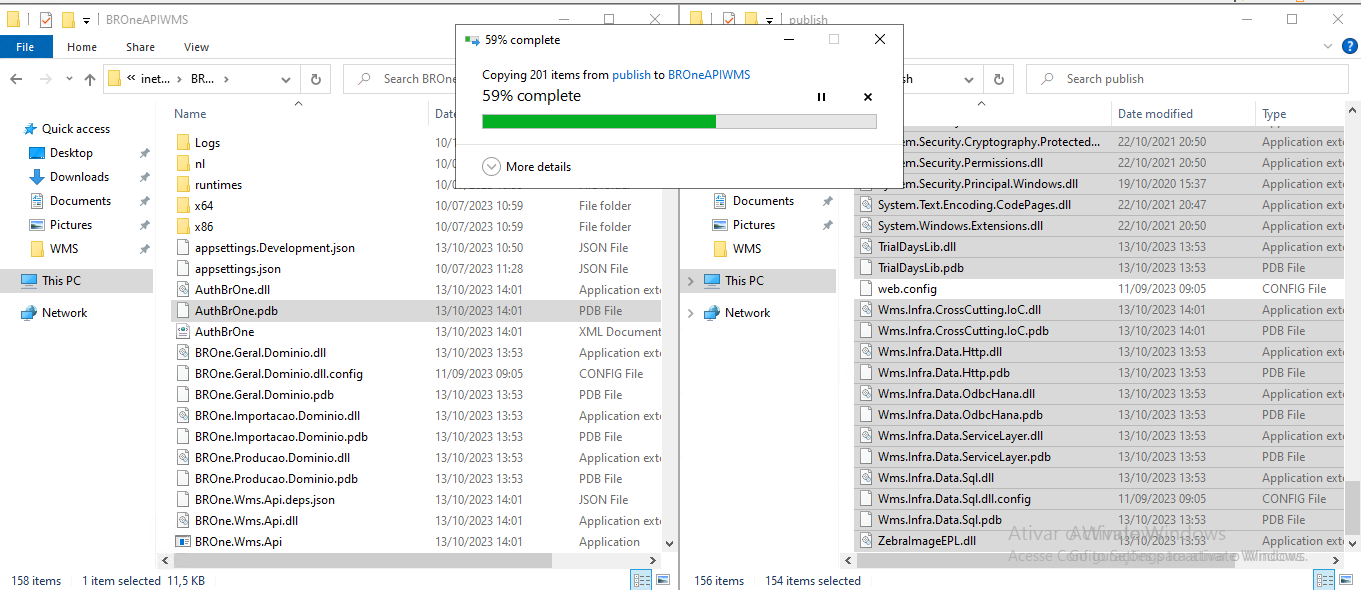 BROneAPIWMS
File
Home
Share
View
inet...
BR...
Search BROne
Quick access
Desktop
Downloads
Documents
Pictures
WMS
This PC
Network
Name
Logs
nl
runtimes
x64 10/07/2023 10:59 File folder
x86 10/07/2023 10:59 File folder
appsettings.Development.json 13/10/2023 10:50 JSON File
appsettings.json 10/07/2023 11:28 JSON File
AuthBrOne.dll 13/10/2023 14:01 Application exte
AuthBrOne.pdb 13/10/2023 14:01 PDB File
AuthBrOne 13/10/2023 14:01 XML Document
BROne.Geral.Dominio.dll 13/10/2023 13:53 Application exte
BROne.Geral.Dominio.dll.config 11/09/2023 09:05 CONFIG File
BROne.Geral.Dominio.pdb 13/10/2023 13:53 PDB File
BROne.Importacao.Dominio.dll 13/10/2023 13:53 Application exte
BROne.Importacao.Dominio.pdb 13/10/2023 13:53 PDB File
BROne.Producao.Dominio.dll 13/10/2023 13:53 Application exte
BROne.Producao.Dominio.pdb 13/10/2023 13:53 PDB File
BROne.Wms.Api.deps.json 13/10/2023 14:01 JSON File
BROne.Wms.Api.dll 13/10/2023 14:01 Application exte
BROne.Wms.Api 13/10/2023 14:01 Application
158 items 1 item selected 11,5 KB
59% complete
Copying 201 items from publish to BROneAPIWMS
59% complete
More details
publish
sh
Search publish
Documents
Pictures
WMS
This PC
Network
Date modified Type
em.Security.Cryptography.Protected... 22/10/2021 20:50 Application exte
em.Security.Permissions.dll 22/10/2021 20:50 Application exte
em.Security.Principal.Windows.dll 19/10/2020 15:37 Application exte
System.Text.Encoding.CodePages.dll 22/10/2021 20:47 Application exte
System.Windows.Extensions.dll 22/10/2021 20:50 Application exte
TrialDaysLib.dll 13/10/2023 13:53 Application exte
TrialDaysLib.pdb 13/10/2023 13:53 PDB File
web.config 11/09/2023 09:05 CONFIG File
Wms.Infra.CrossCutting.IoC.dll 13/10/2023 14:01 Application exte
Wms.Infra.CrossCutting.IoC.pdb 13/10/2023 14:01 PDB File
Wms.Infra.Data.Http.dll 13/10/2023 13:53 Application exte
Wms.Infra.Data.Http.pdb 13/10/2023 13:53 PDB File
Wms.Infra.Data.OdbcHana.dll 13/10/2023 13:53 Application exte
Wms.Infra.Data.OdbcHana.pdb 13/10/2023 13:53 PDB File
Wms.Infra.Data.ServiceLayer.dll 13/10/2023 13:53 Application exte
Wms.Infra.Data.ServiceLayer.pdb 13/10/2023 13:53 PDB File
Wms.Infra.Data.Sql.dll 13/10/2023 13:53 Application exte
Wms.Infra.Data.Sql.dll.config 11/09/2023 09:05 CONFIG File
Wms.Infra.Data.Sql.pdb 13/10/2023 13:53 PDB File
ZebraImageEPL.dll 13/10/2023 13:53 Application exte
156 items 154 items selected